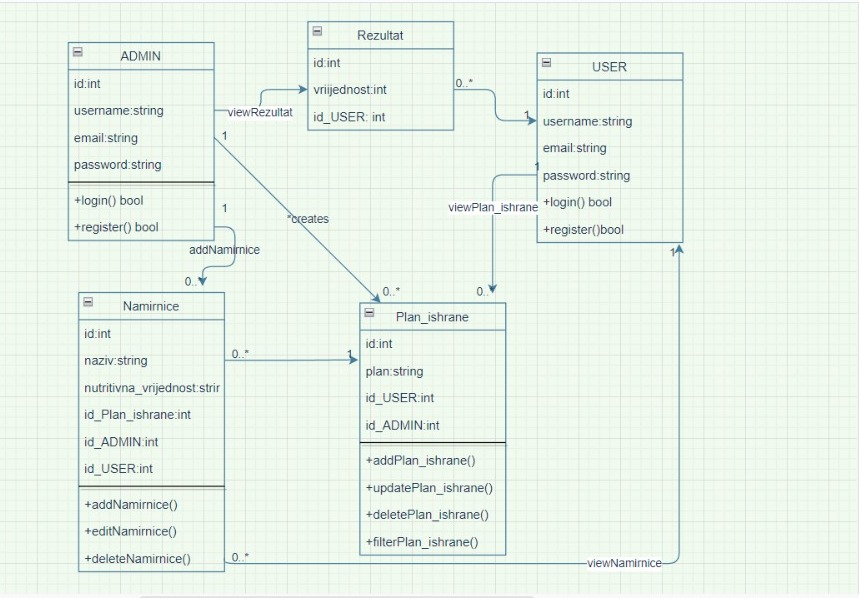 ADMIN
id:int
username:string
email:string
password:string
+login() bool
+register() bool
Rezultat
id:int
vriijednost:int
id_USER: int
USER
id:int
username:string
email:string
password:string
+login() bool
+register()bool
viewRezultat
0..*
1
1
*creates
0..*
1
addNamirnice
0..*
1
viewPlan_ishrane
0..
1
Namirnice
id:int
naziv:string
nutritivna_vrijednost:strir
id_Plan_ishrane:int
id_ADMIN:int
id_USER:int
+addNamirnice()
+editNamirnice()
+deleteNamirnice()
0..*
1
Plan_ishrane
id:int
plan:string
id_USER:int
id_ADMIN:int
+addPlan_ishrane()
+updatePlan_ishrane()
+deletePlan_ishrane()
+filterPlan_ishrane()
0..*
viewNamirnice